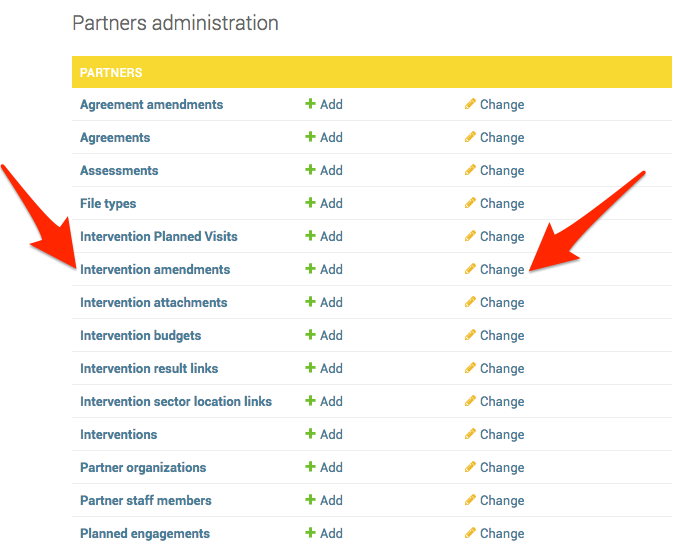 Partners administration
PARTNERS
Agreement amendments Add Change
Agreements Add Change
Assessments Add Change
File types Add Change
Intervention Planned Visits Add Change
Intervention amendments Add Change
Intervention attachments Add Change
Intervention budgets Add Change
Intervention result links Add Change
Intervention sector location links Add Change
Interventions Add Change
Partner organizations Add Change
Partner staff members Add Change
Planned engagements Add Change